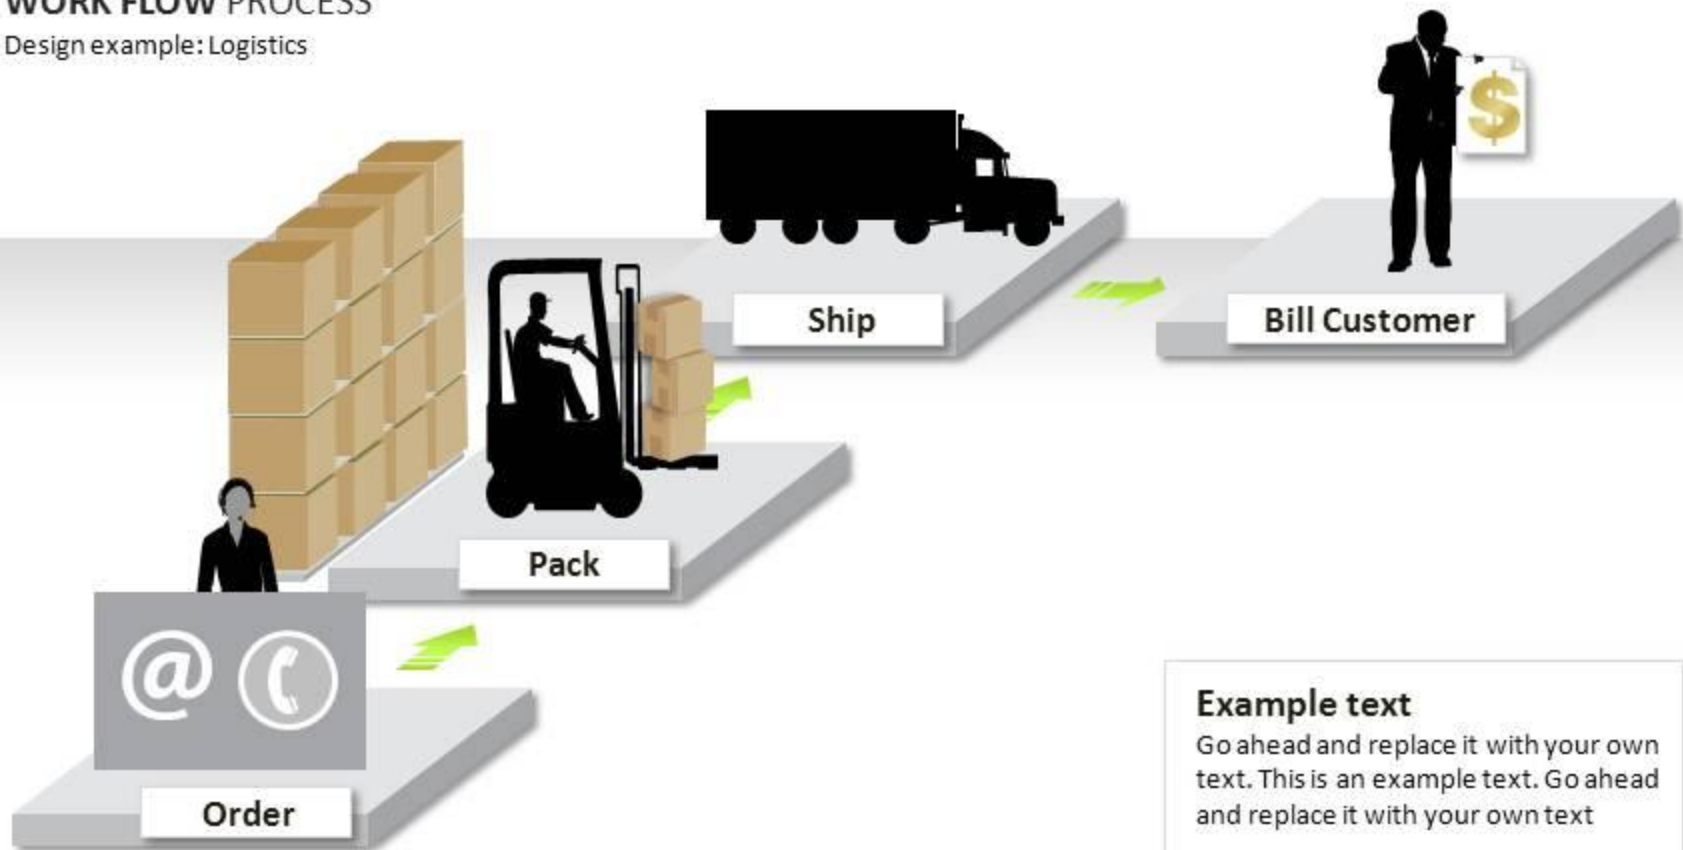 WORK FLOW PROCESS
Design example: Logistics
$
Ship
Bill Customer
Pack
@
Order
Example text
Go ahead and replace it with your own
text. This is an example text. Go ahead
and replace it with your own text